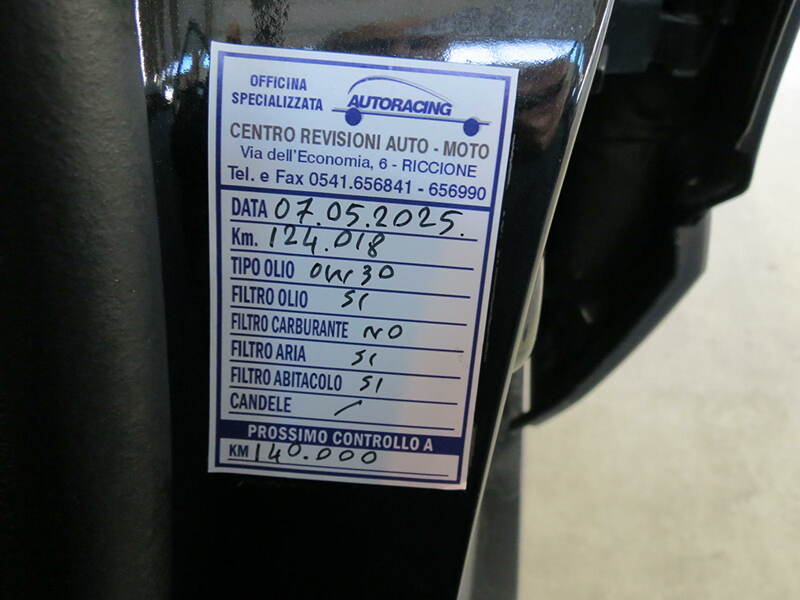 OFFICINA
SPECIALIZZATA AUTORACING
CENTRO REVISIONI AUTO - MOTO
Via dell'Economia, 6 - RICCIONE
Tel. e Fax 0541.656841 - 656990
DATA 07.05.2025.
Km. 124.018
TIPO OLIO 0W30
FILTRO OLIO SI
FILTRO CARBURANTE NO
FILTRO ARIA SI
FILTRO ABITACOLO SI
CANDELE /
PROSSIMO CONTROLLO A
KM 140.000